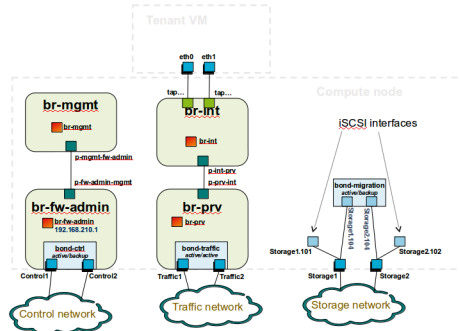 Tenant VM
eth0 eth1
Compute node
tap... tap...
br-mgmt
br-mgmt
br-int
br-int
iSCSI interfaces
p-mgmt-fw-admin
p-int-prv
p-fw-admin-mgmt
p-prv-int
bond-migration
active/backup
br-fw-admin
br-fw-admin
192.168.210.1
br-prv
br-prv
Storage1.104
Storage2.104
bond-ctrl
active/backup
bond-traffic
active/active
Storage1.101
Storage2.102
Control1 Control2
Traffic1 Traffic2
Storage1 Storage2
Control network
Traffic network
Storage network